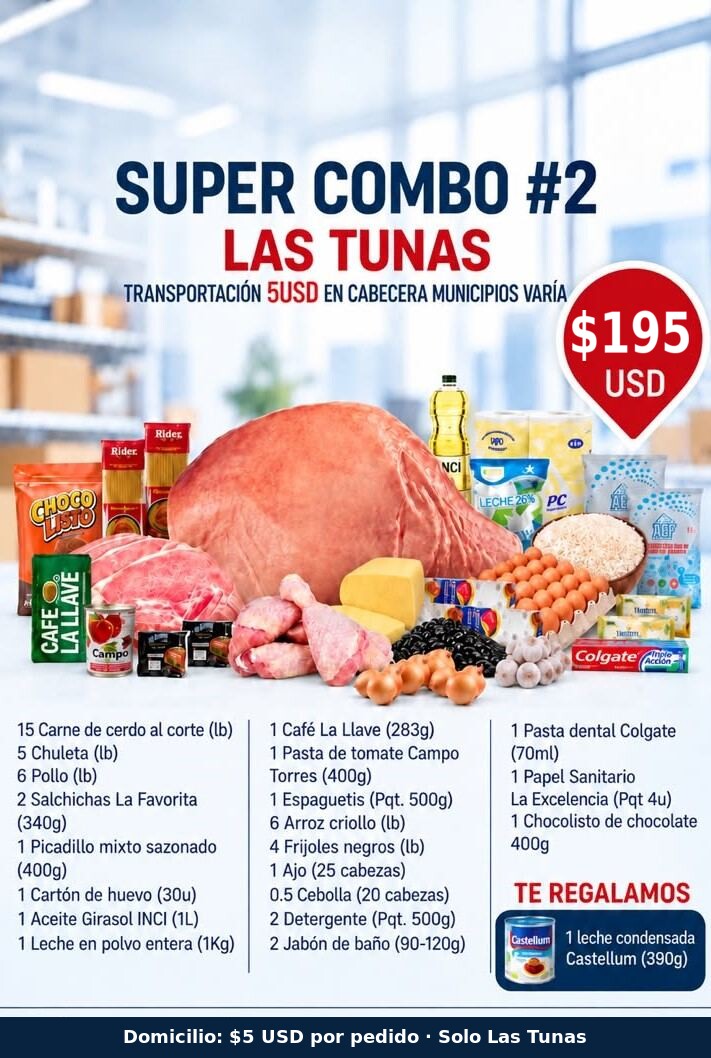 SUPER COMBO #2
LAS TUNAS
TRANSPORTACIÓN 5USD EN CABECERA MUNICIPIOS VARÍA
$195
USD
Rider
Rider
CHOCO
LISTO
CAFE
LA LLAVE
Campo
INCI
LECHE 26%
PC
Colgate
Triple
Acción
15 Carne de cerdo al corte (lb)
5 Chuleta (lb)
6 Pollo (lb)
2 Salchichas La Favorita
(340g)
1 Picadillo mixto sazonado
(400g)
1 Cartón de huevo (30u)
1 Aceite Girasol INCI (1L)
1 Leche en polvo entera (1Kg)
1 Café La Llave (283g)
1 Pasta de tomate Campo
Torres (400g)
1 Espaguetis (Pqt. 500g)
6 Arroz criollo (lb)
4 Frijoles negros (lb)
1 Ajo (25 cabezas)
0.5 Cebolla (20 cabezas)
2 Detergente (Pqt. 500g)
2 Jabón de baño (90-120g)
1 Pasta dental Colgate
(70ml)
1 Papel Sanitario
La Excelencia (Pqt 4u)
1 Chocolisto de chocolate
400g
TE REGALAMOS
Castellum
1 leche condensada
Castellum (390g)
Domicilio: $5 USD por pedido · Solo Las Tunas